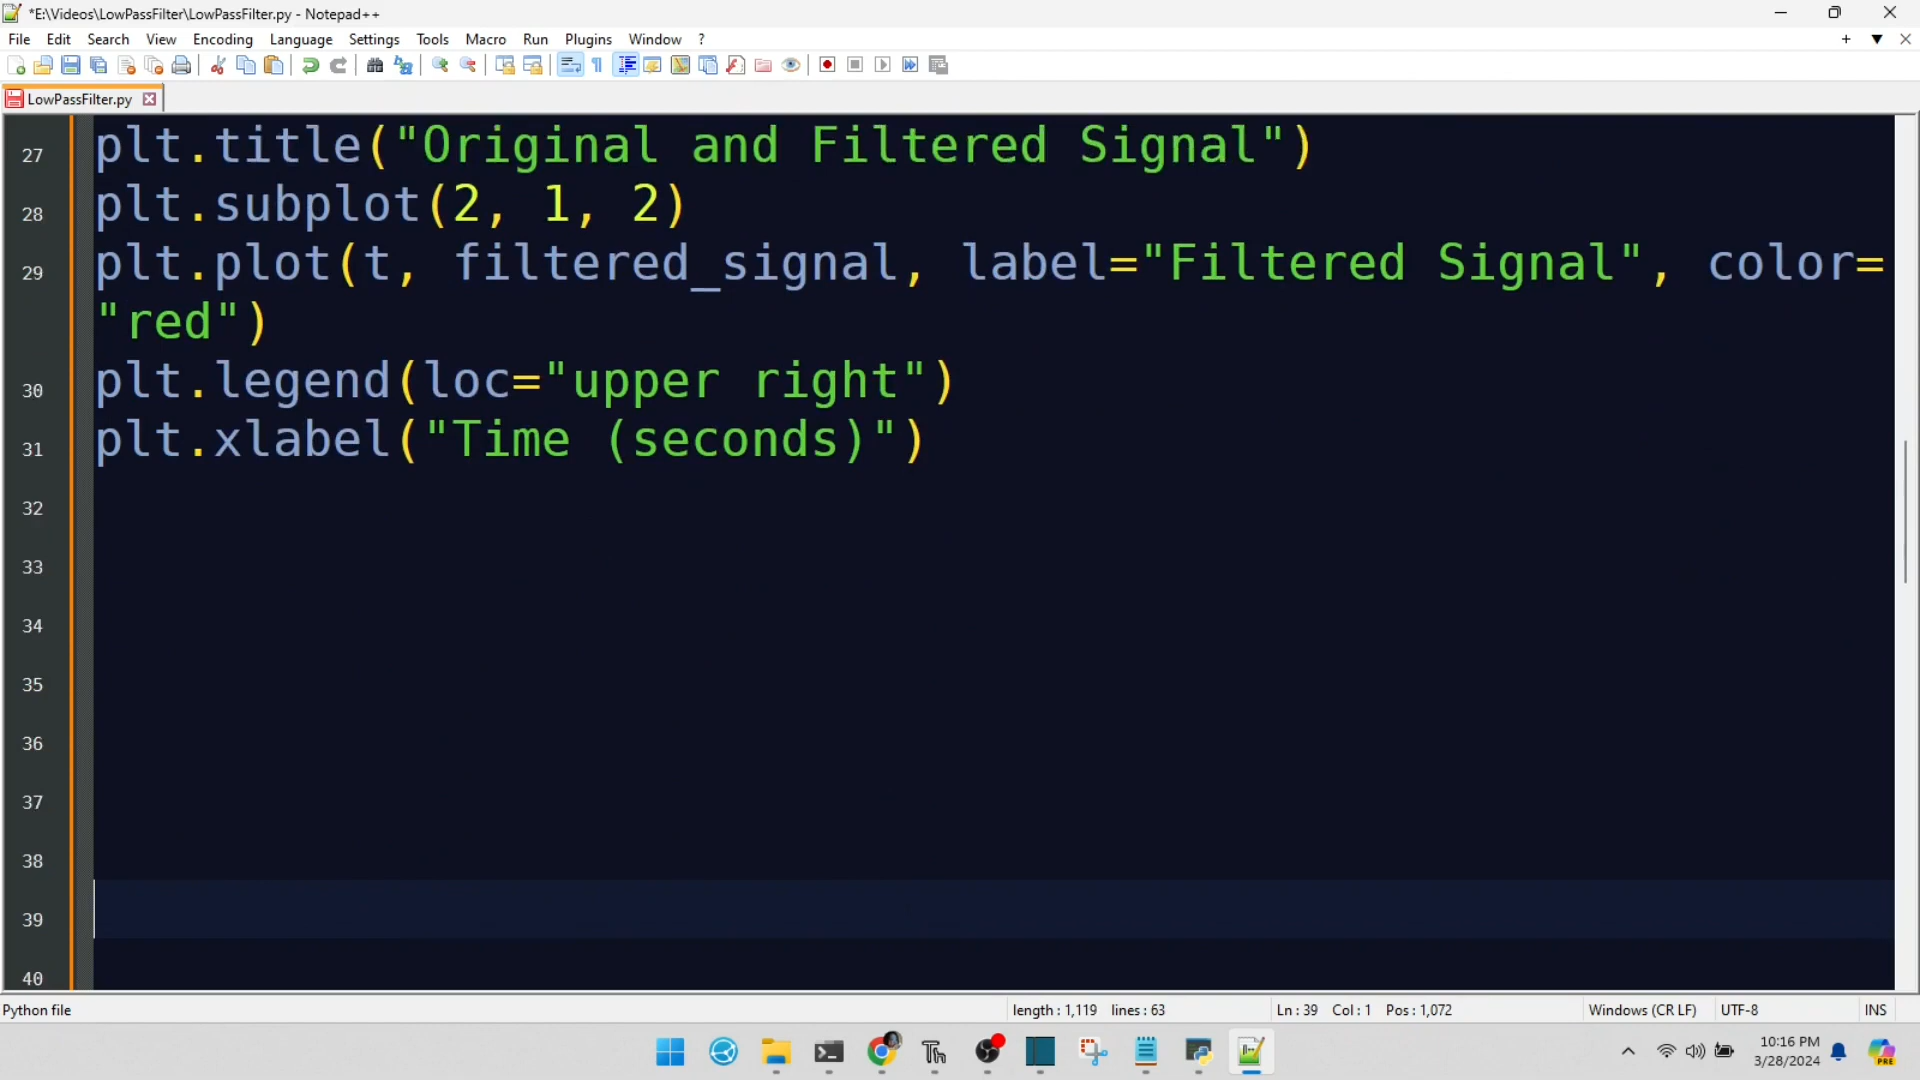 *E:\Videos\LowPassFilter\LowPassFilter.py - Notepad++
File Edit Search View Encoding Language Settings Tools Macro Run Plugins Window ?
LowPassFilter.py
27 plt.title("Original and Filtered Signal")
28 plt.subplot(2, 1, 2)
29 plt.plot(t, filtered_signal, label="Filtered Signal", color=
"red")
30 plt.legend(loc="upper right")
31 plt.xlabel("Time (seconds)")
32
33
34
35
36
37
38
39
40
Python file length : 1,119 lines : 63 Ln : 39 Col : 1 Pos : 1,072 Windows (CR LF) UTF-8 INS
10:16 PM
3/28/2024
PRE